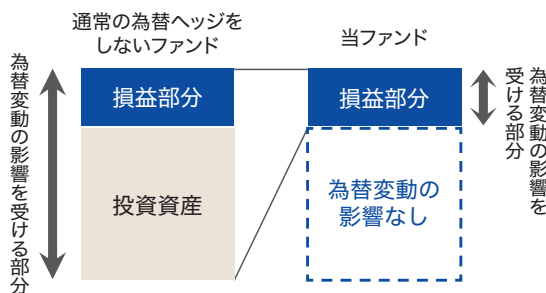 通常の為替ヘッジを
しないファンド
当ファンド
為替変動の影響を受ける部分
損益部分
投資資産
損益部分
為替変動の
影響なし
為替変動の影響を
受ける部分